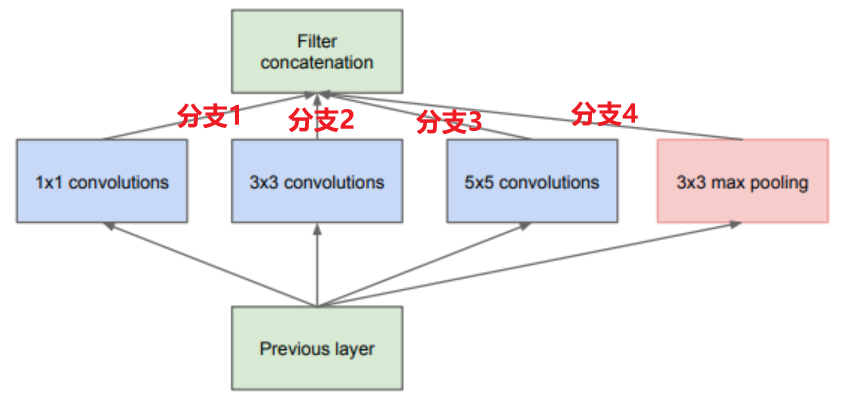 Filter
concatenation
分支1
分支2
分支3
分支4
1x1 convolutions
3x3 convolutions
5x5 convolutions
3x3 max pooling
Previous layer